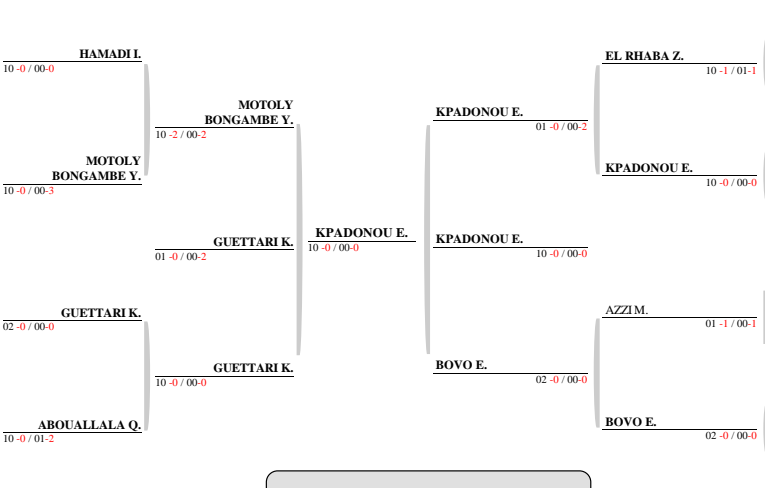 HAMADI I.
10 -0 / 00-0
MOTOLY
BONGAMBE Y.
10 -0 / 00-3
GUETTARI K.
02 -0 / 00-0
ABOUALLALA Q.
10 -0 / 01-2
MOTOLY
BONGAMBE Y.
10 -2 / 00-2
GUETTARI K.
01 -0 / 00-2
GUETTARI K.
10 -0 / 00-0
KPADONOU E.
10 -0 / 00-0
KPADONOU E.
01 -0 / 00-2
KPADONOU E.
10 -0 / 00-0
BOVO E.
02 -0 / 00-0
EL RHABA Z.
10 -1 / 01-1
KPADONOU E.
10 -0 / 00-0
AZZI M.
01 -1 / 00-1
BOVO E.
02 -0 / 00-0